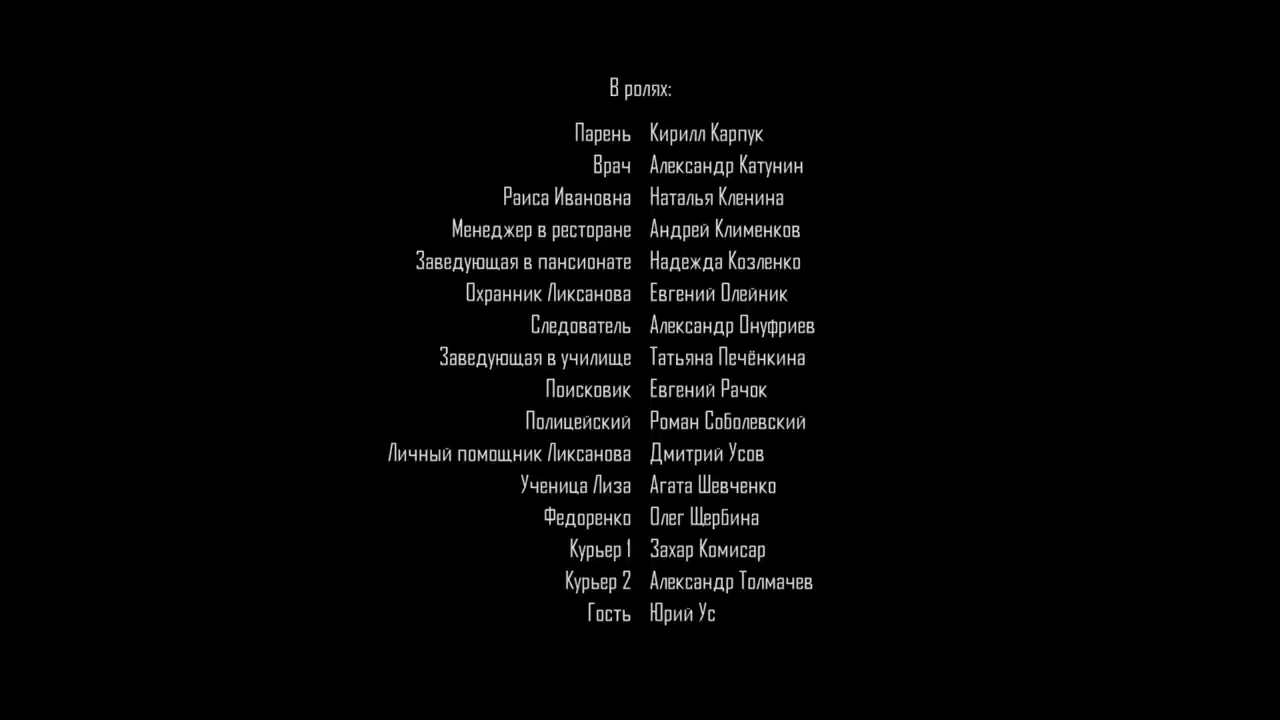 В ролях:
Парень Кирилл Карпук
Врач Александр Катунин
Раиса Ивановна Наталья Кленина
Менеджер в ресторане Андрей Клименков
Заведующая в пансионате Надежда Козленко
Охранник Ликсанова Евгений Олейник
Следователь Александр Онуфриев
Заведующая в училище Татьяна Печёнкина
Поисковик Евгений Рачок
Полицейский Роман Соболевский
Личный помощник Ликсанова Дмитрий Усов
Ученица Лиза Агата Шевченко
Федоренко Олег Щербина
Курьер 1 Захар Комисар
Курьер 2 Александр Толмачев
Гость Юрий Ус